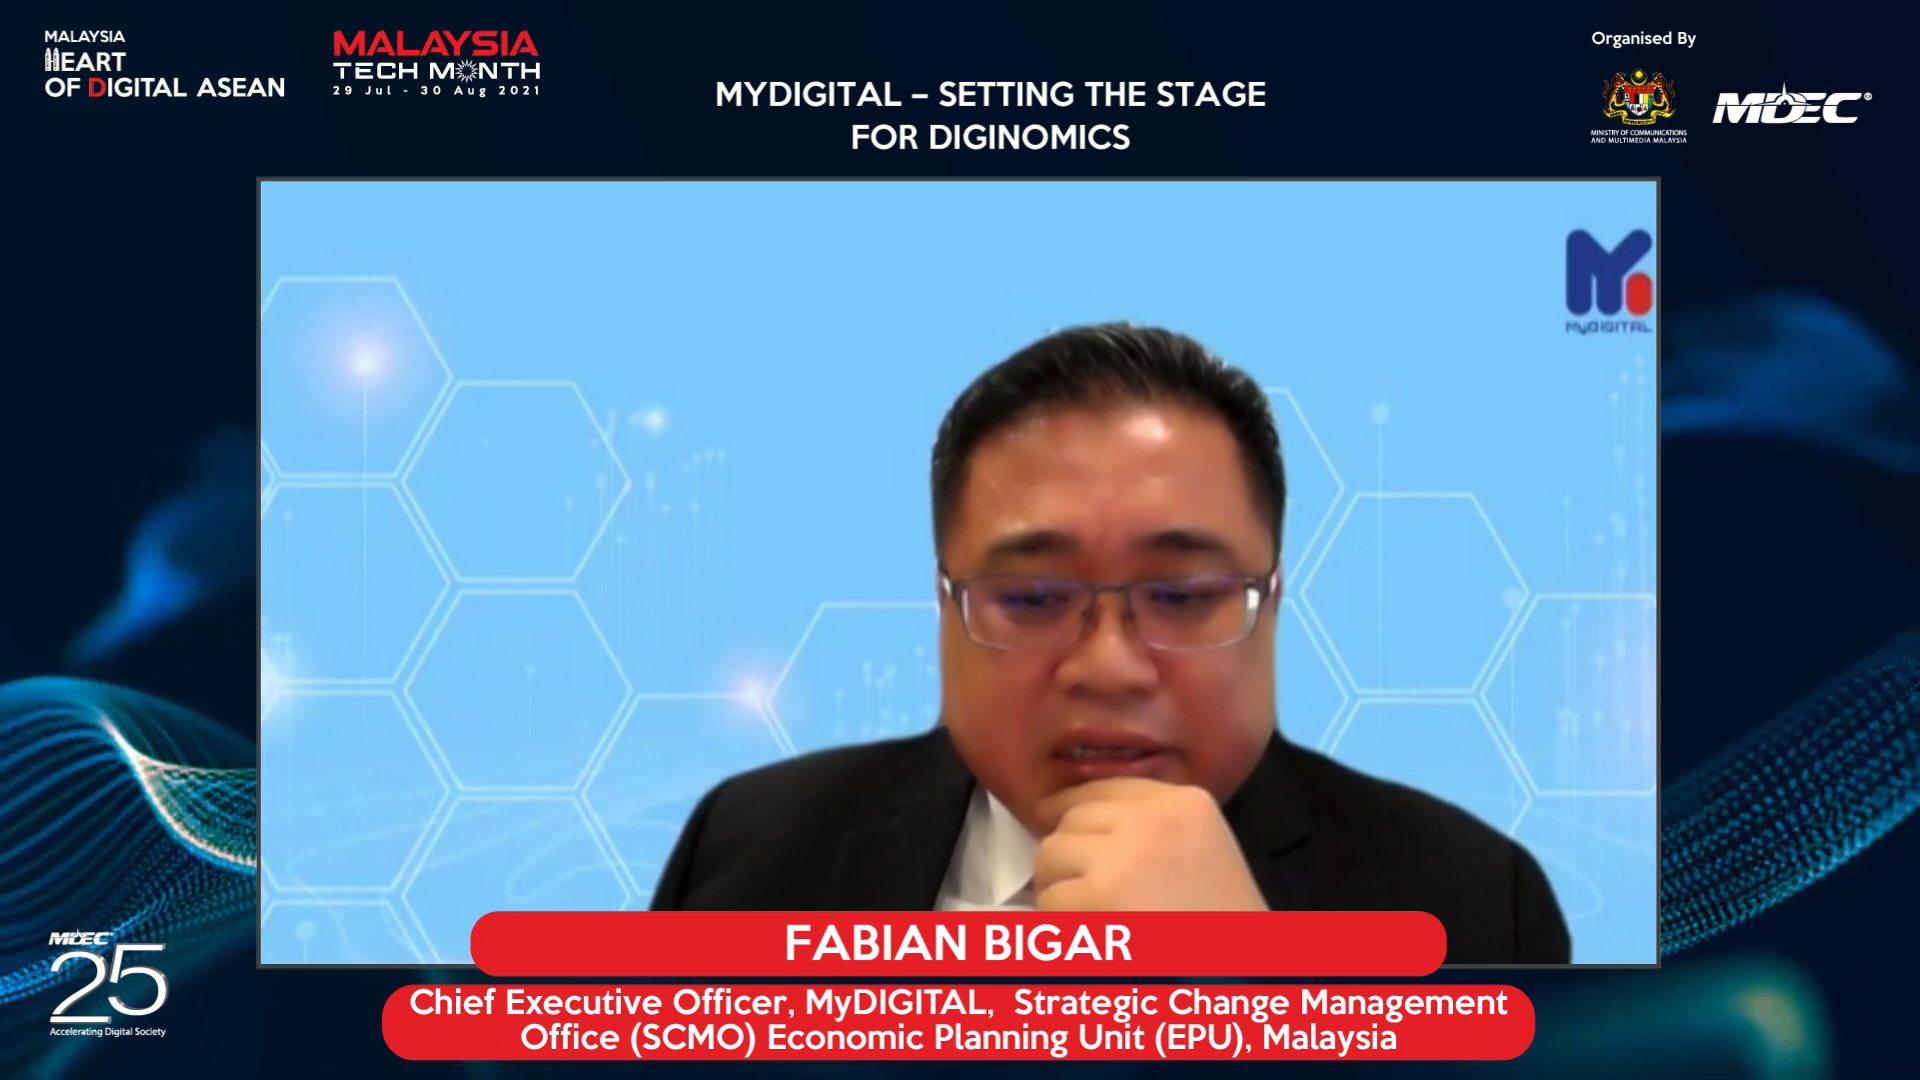 MALAYSIA
HEART
OF DIGITAL ASEAN
MALAYSIA
TECH MONTH
29 Jul - 30 Aug 2021
MYDIGITAL – SETTING THE STAGE
FOR DIGINOMICS
Organised By
MINISTRY OF COMMUNICATIONS
AND MULTIMEDIA MALAYSIA
MDEC®
MyDIGITAL
MDEC
25
Accelerating Digital Society
FABIAN BIGAR
Chief Executive Officer, MyDIGITAL, Strategic Change Management
Office (SCMO) Economic Planning Unit (EPU), Malaysia